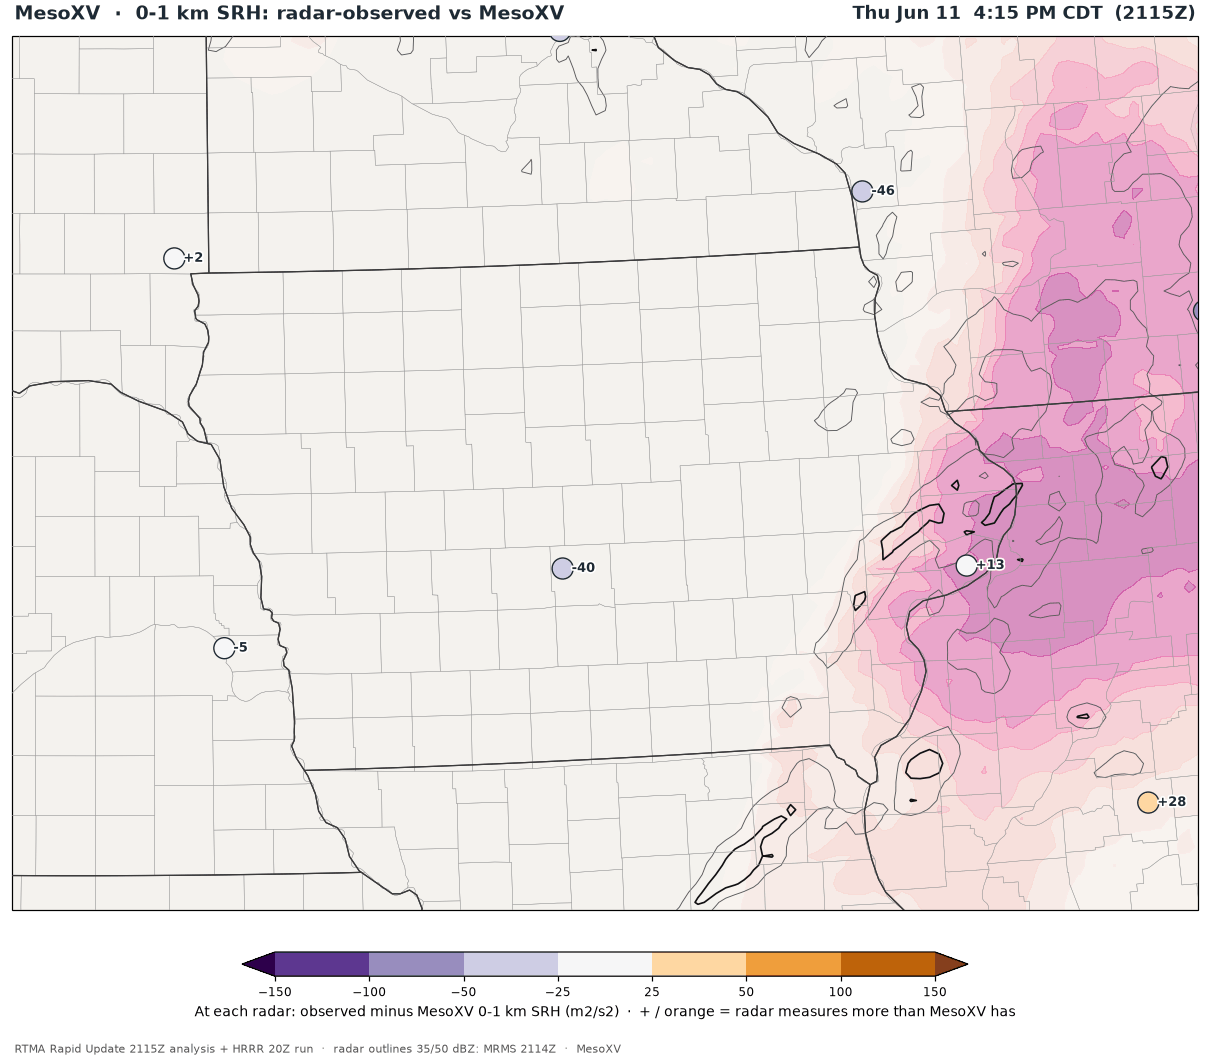 MesoXV · 0-1 km SRH: radar-observed vs MesoXV
Thu Jun 11 4:15 PM CDT (2115Z)
-46
+2
-40
+13
-5
+28
−150 −100 −50 −25 25 50 100 150
At each radar: observed minus MesoXV 0-1 km SRH (m2/s2) · + / orange = radar measures more than MesoXV has
RTMA Rapid Update 2115Z analysis + HRRR 20Z run · radar outlines 35/50 dBZ: MRMS 2114Z · MesoXV